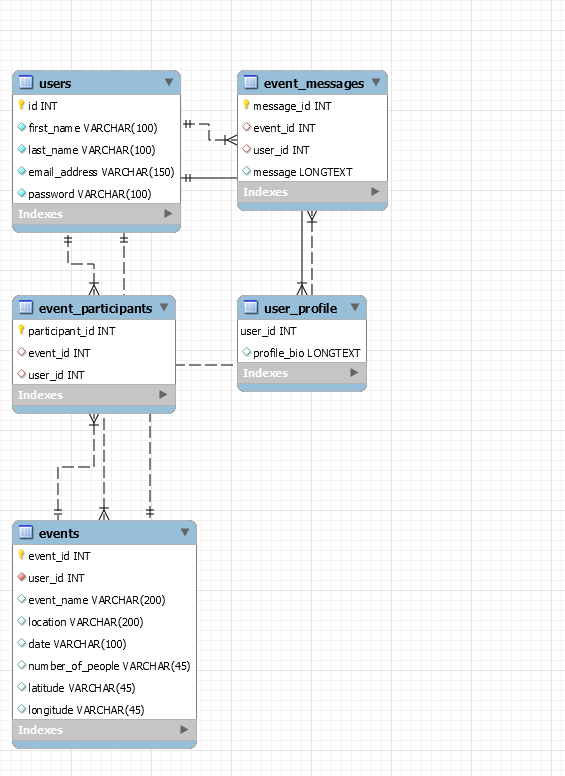 users
id INT
first_name VARCHAR(100)
last_name VARCHAR(100)
email_address VARCHAR(150)
password VARCHAR(100)
Indexes
event_messages
message_id INT
event_id INT
user_id INT
message LONGTEXT
Indexes
event_participants
participant_id INT
event_id INT
user_id INT
Indexes
user_profile
user_id INT
profile_bio LONGTEXT
Indexes
events
event_id INT
user_id INT
event_name VARCHAR(200)
location VARCHAR(200)
date VARCHAR(100)
number_of_people VARCHAR(45)
latitude VARCHAR(45)
longitude VARCHAR(45)
Indexes